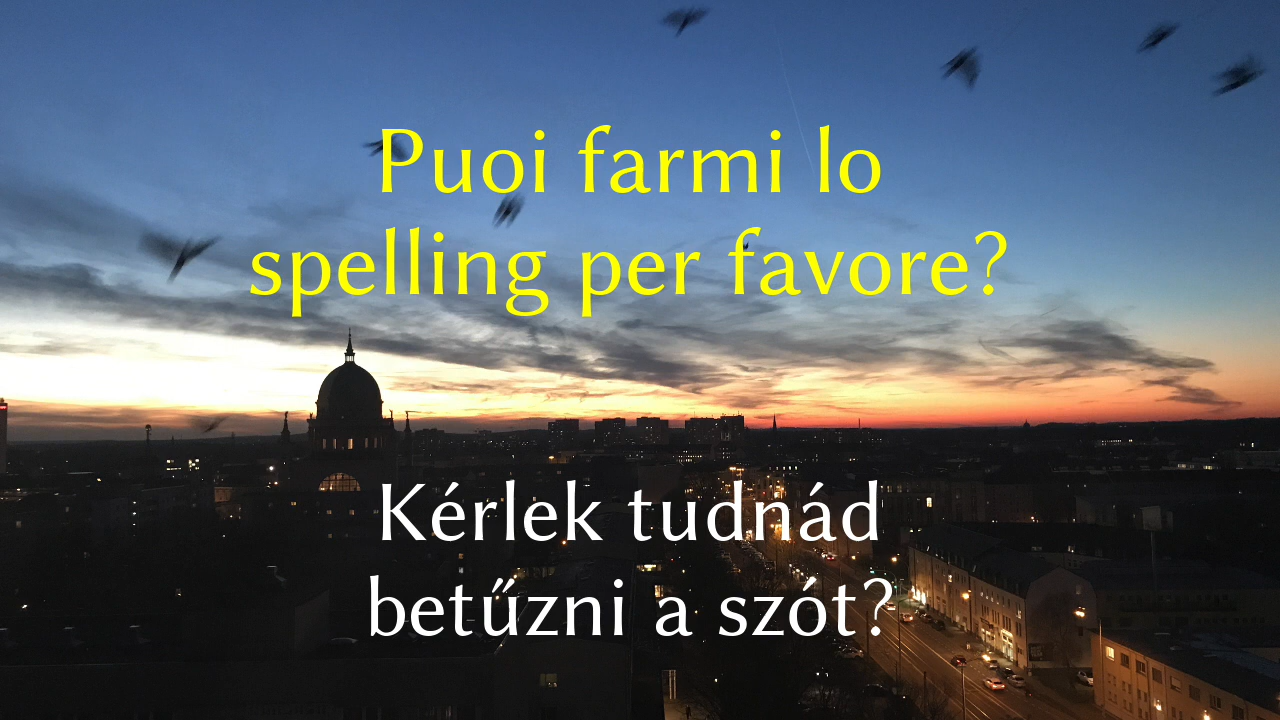 Puoi farmi lo
spelling per favore?
Kérlek tudnád
betűzni a szót?